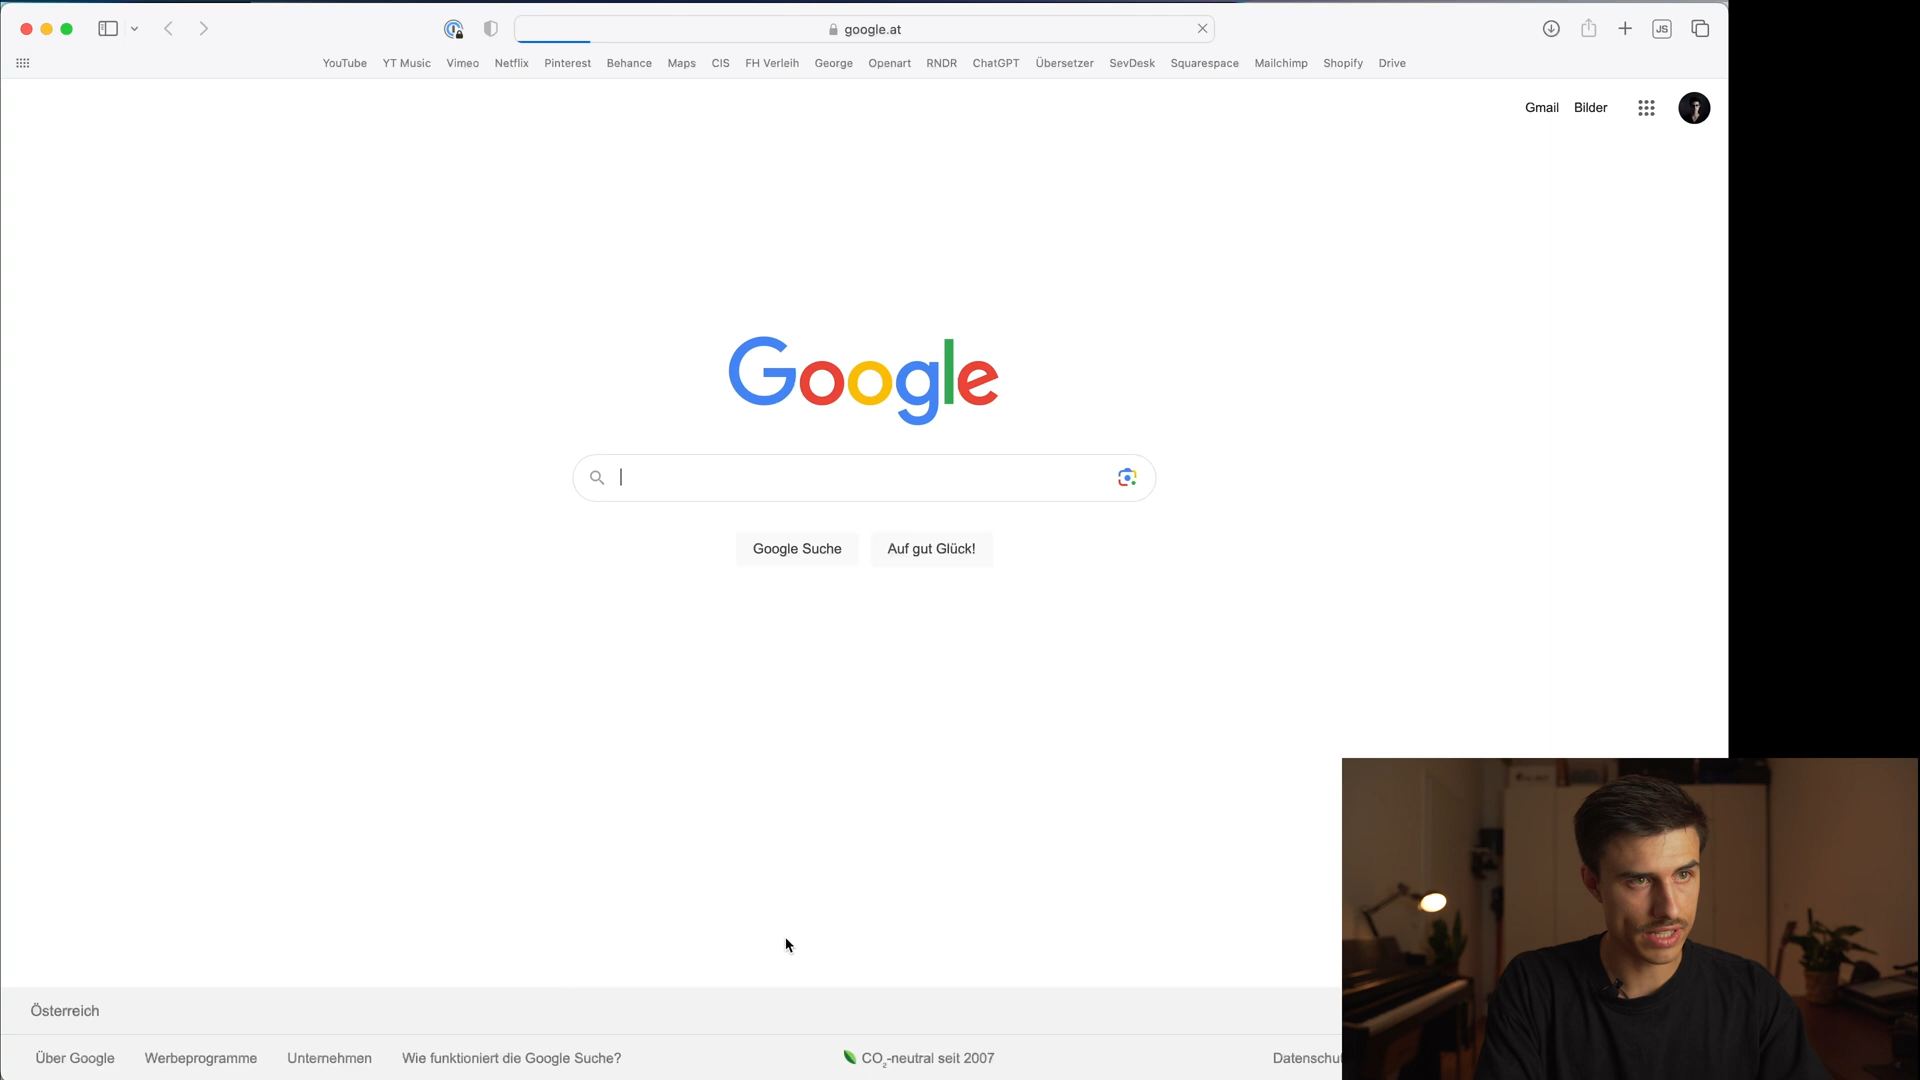 google.at
JS
YouTube YT Music Vimeo Netflix Pinterest Behance Maps CIS FH Verleih George Openart RNDR ChatGPT Übersetzer SevDesk Squarespace Mailchimp Shopify Drive
Gmail Bilder
Google
Google Suche Auf gut Glück!
Österreich
Über Google Werbeprogramme Unternehmen Wie funktioniert die Google Suche? CO2-neutral seit 2007